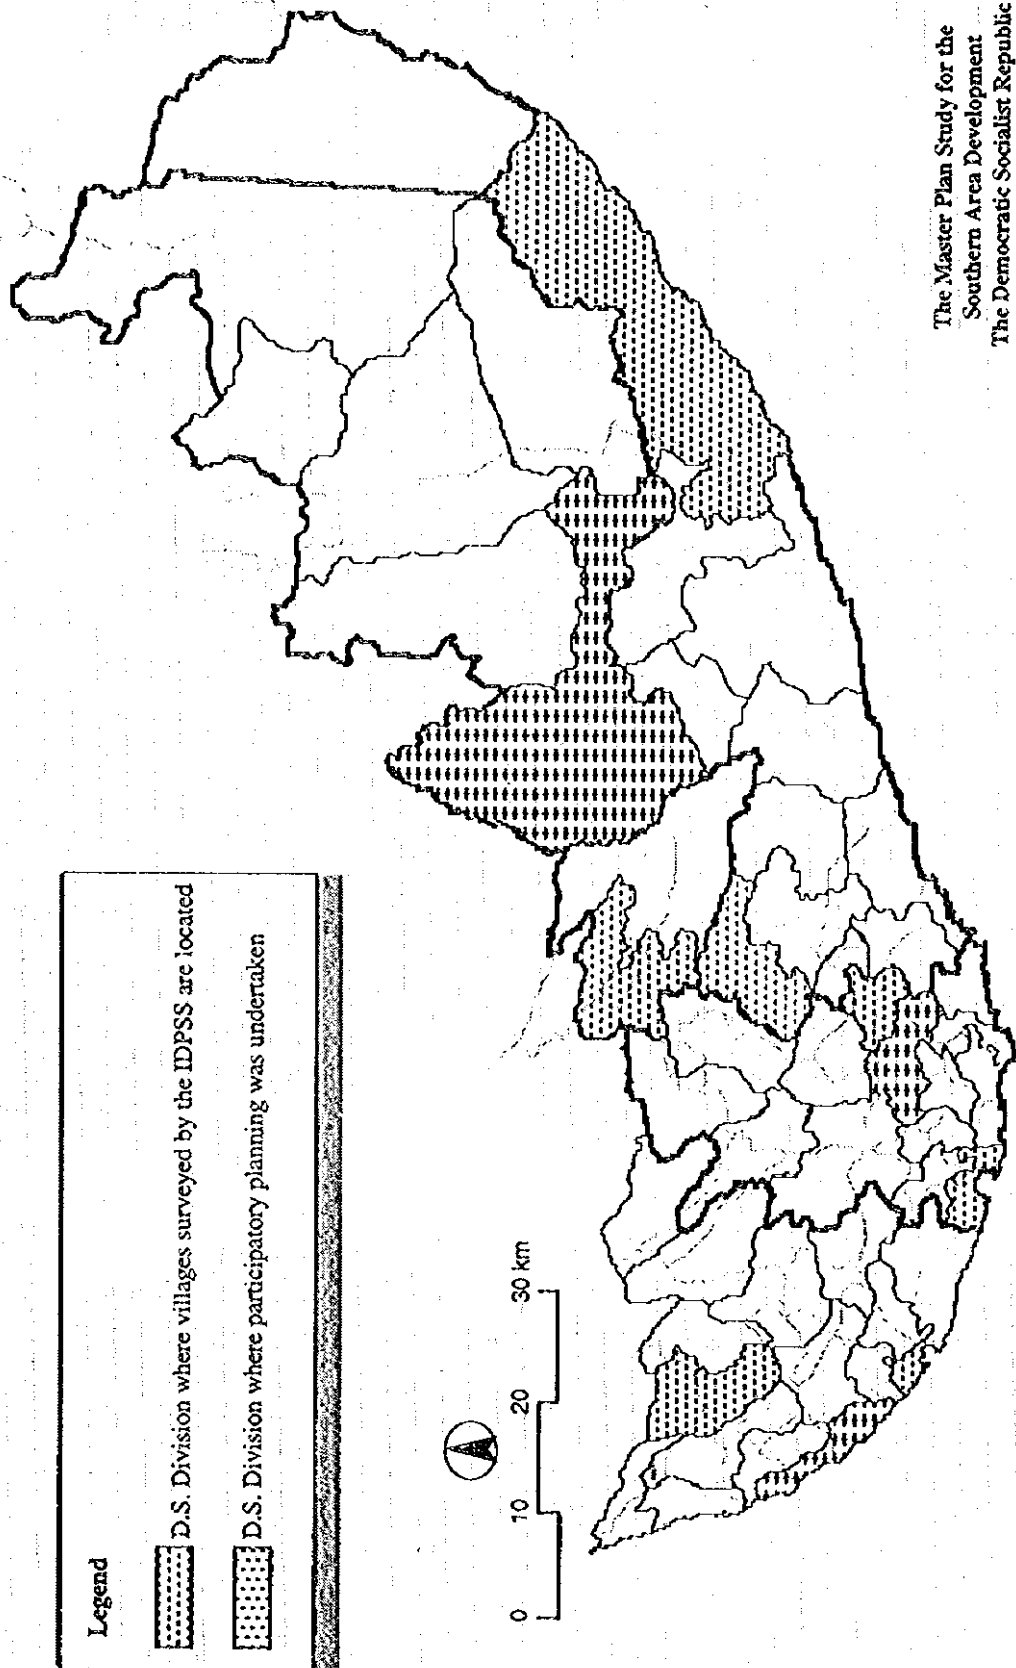 Legend
D.S. Division where villages surveyed by the IDPSS are located
D.S. Division where participatory planning was undertaken
0 10 20 30 km
The Master Plan Study for the
Southern Area Development
The Democratic Socialist Republic